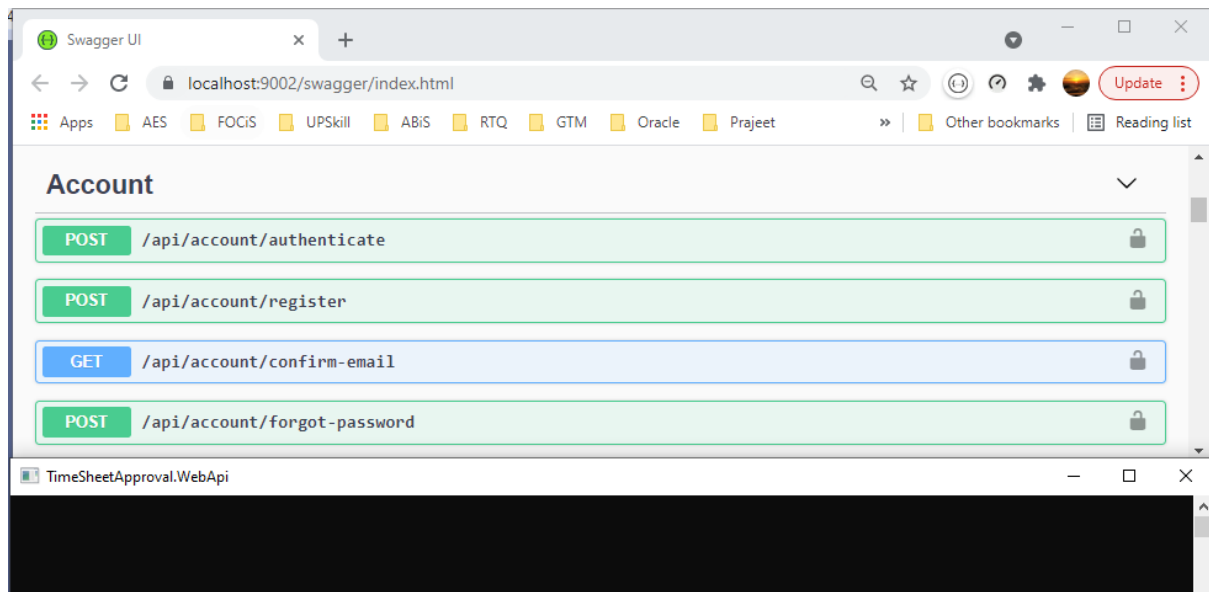 4
Swagger UI
localhost:9002/swagger/index.html
Update
Apps AES FOCiS UPSkill ABiS RTQ GTM Oracle Prajeet » Other bookmarks Reading list
Account
POST /api/account/authenticate
POST /api/account/register
GET /api/account/confirm-email
POST /api/account/forgot-password
TimeSheetApproval.WebApi